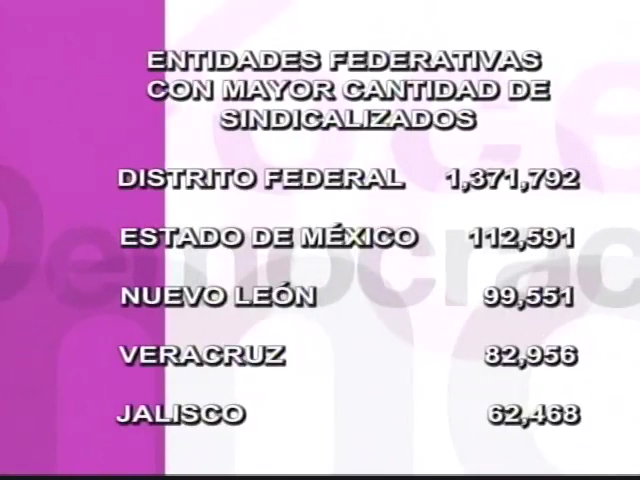 ENTIDADES FEDERATIVAS
CON MAYOR CANTIDAD DE
SINDICALIZADOS
DISTRITO FEDERAL 1,371,792
ESTADO DE MÉXICO 112,591
NUEVO LEÓN 99,551
VERACRUZ 82,956
JALISCO 62,468
Democrac